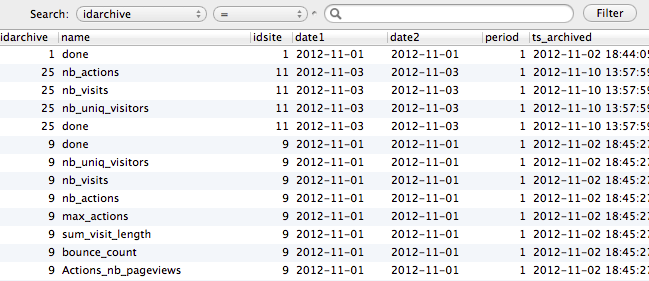 Search: idarchive = Filter
idarchive name idsite date1 date2 period ts_archived
1 done 1 2012-11-01 2012-11-01 1 2012-11-02 18:44:05
25 nb_actions 11 2012-11-03 2012-11-03 1 2012-11-10 13:57:59
25 nb_visits 11 2012-11-03 2012-11-03 1 2012-11-10 13:57:59
25 nb_uniq_visitors 11 2012-11-03 2012-11-03 1 2012-11-10 13:57:59
25 done 11 2012-11-03 2012-11-03 1 2012-11-10 13:57:59
9 done 9 2012-11-01 2012-11-01 1 2012-11-02 18:45:27
9 nb_uniq_visitors 9 2012-11-01 2012-11-01 1 2012-11-02 18:45:27
9 nb_visits 9 2012-11-01 2012-11-01 1 2012-11-02 18:45:27
9 nb_actions 9 2012-11-01 2012-11-01 1 2012-11-02 18:45:27
9 max_actions 9 2012-11-01 2012-11-01 1 2012-11-02 18:45:27
9 sum_visit_length 9 2012-11-01 2012-11-01 1 2012-11-02 18:45:27
9 bounce_count 9 2012-11-01 2012-11-01 1 2012-11-02 18:45:27
9 Actions_nb_pageviews 9 2012-11-01 2012-11-01 1 2012-11-02 18:45:27